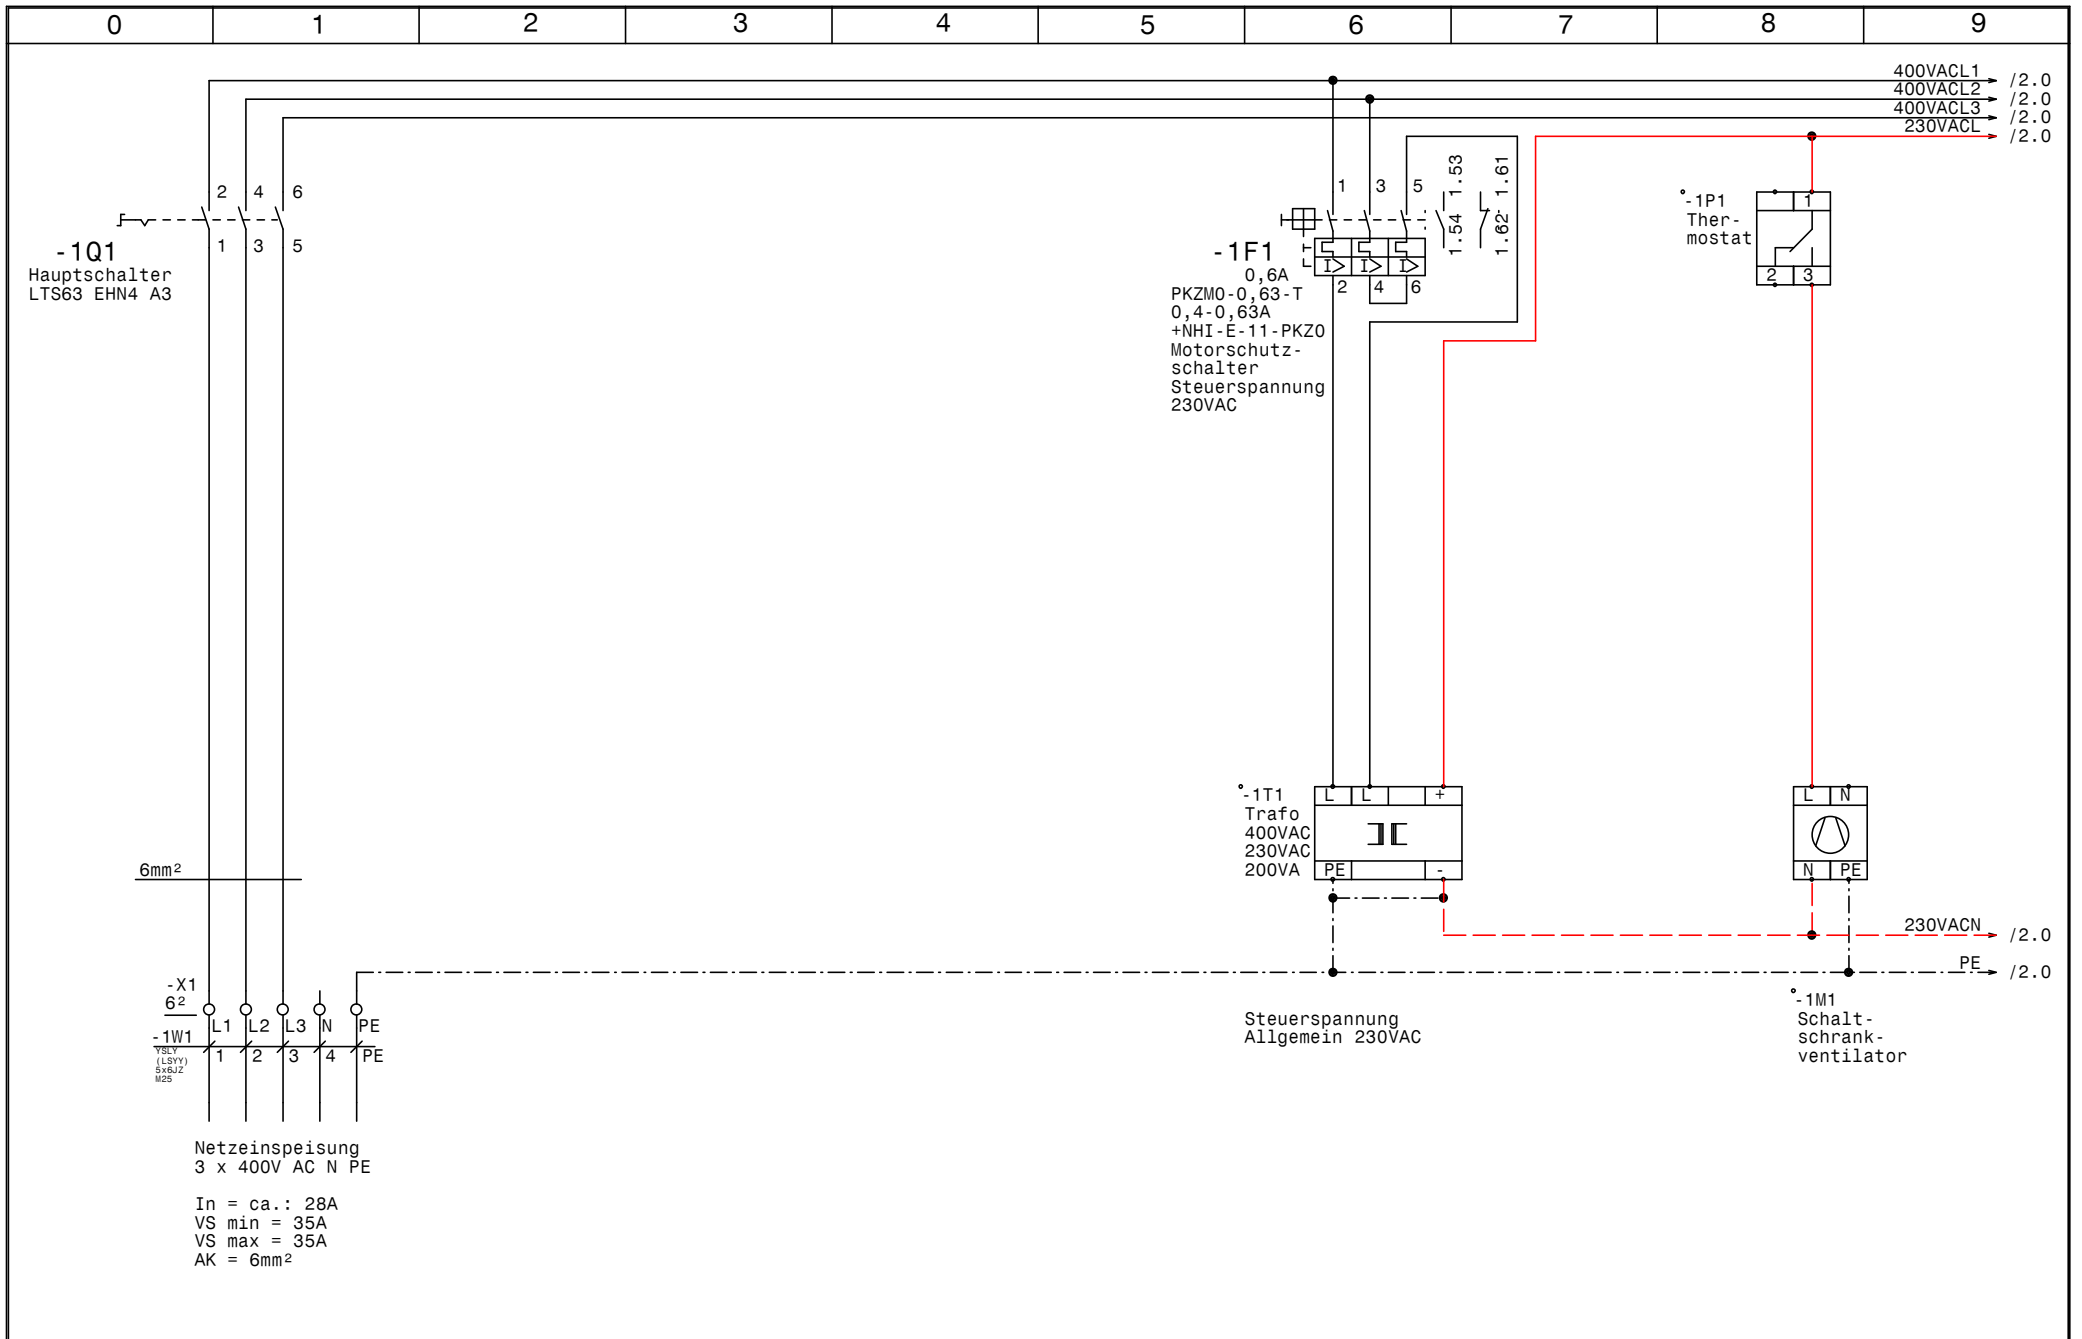 0 1 2 3 4 5 6 7 8 9
400VACL1 /2.0
400VACL2 /2.0
400VACL3 /2.0
230VACL /2.0
2 4 6
1 3 5
-1Q1
Hauptschalter
LTS63 EHN4 A3
1 3 5
1.53
1.54
1.61
1.62
I> I> I>
2 4 6
-1F1
0,6A
PKZM0-0,63-T
0,4-0,63A
+NHI-E-11-PKZ0
Motorschutz-
schalter
Steuerspannung
230VAC
-1P1
Ther-
mostat
1
2 3
-1T1
Trafo
400VAC
230VAC
200VA
L L +
PE -
L N
N PE
6mm²
230VACN /2.0
PE /2.0
-X1
6²
L1 L2 L3 N PE
-1W1
YSLY
(LSYY)
5x6JZ
M25
1 2 3 4 PE
Steuerspannung
Allgemein 230VAC
-1M1
Schalt-
schrank-
ventilator
Netzeinspeisung
3 x 400V AC N PE
In = ca.: 28A
VS min = 35A
VS max = 35A
AK = 6mm²